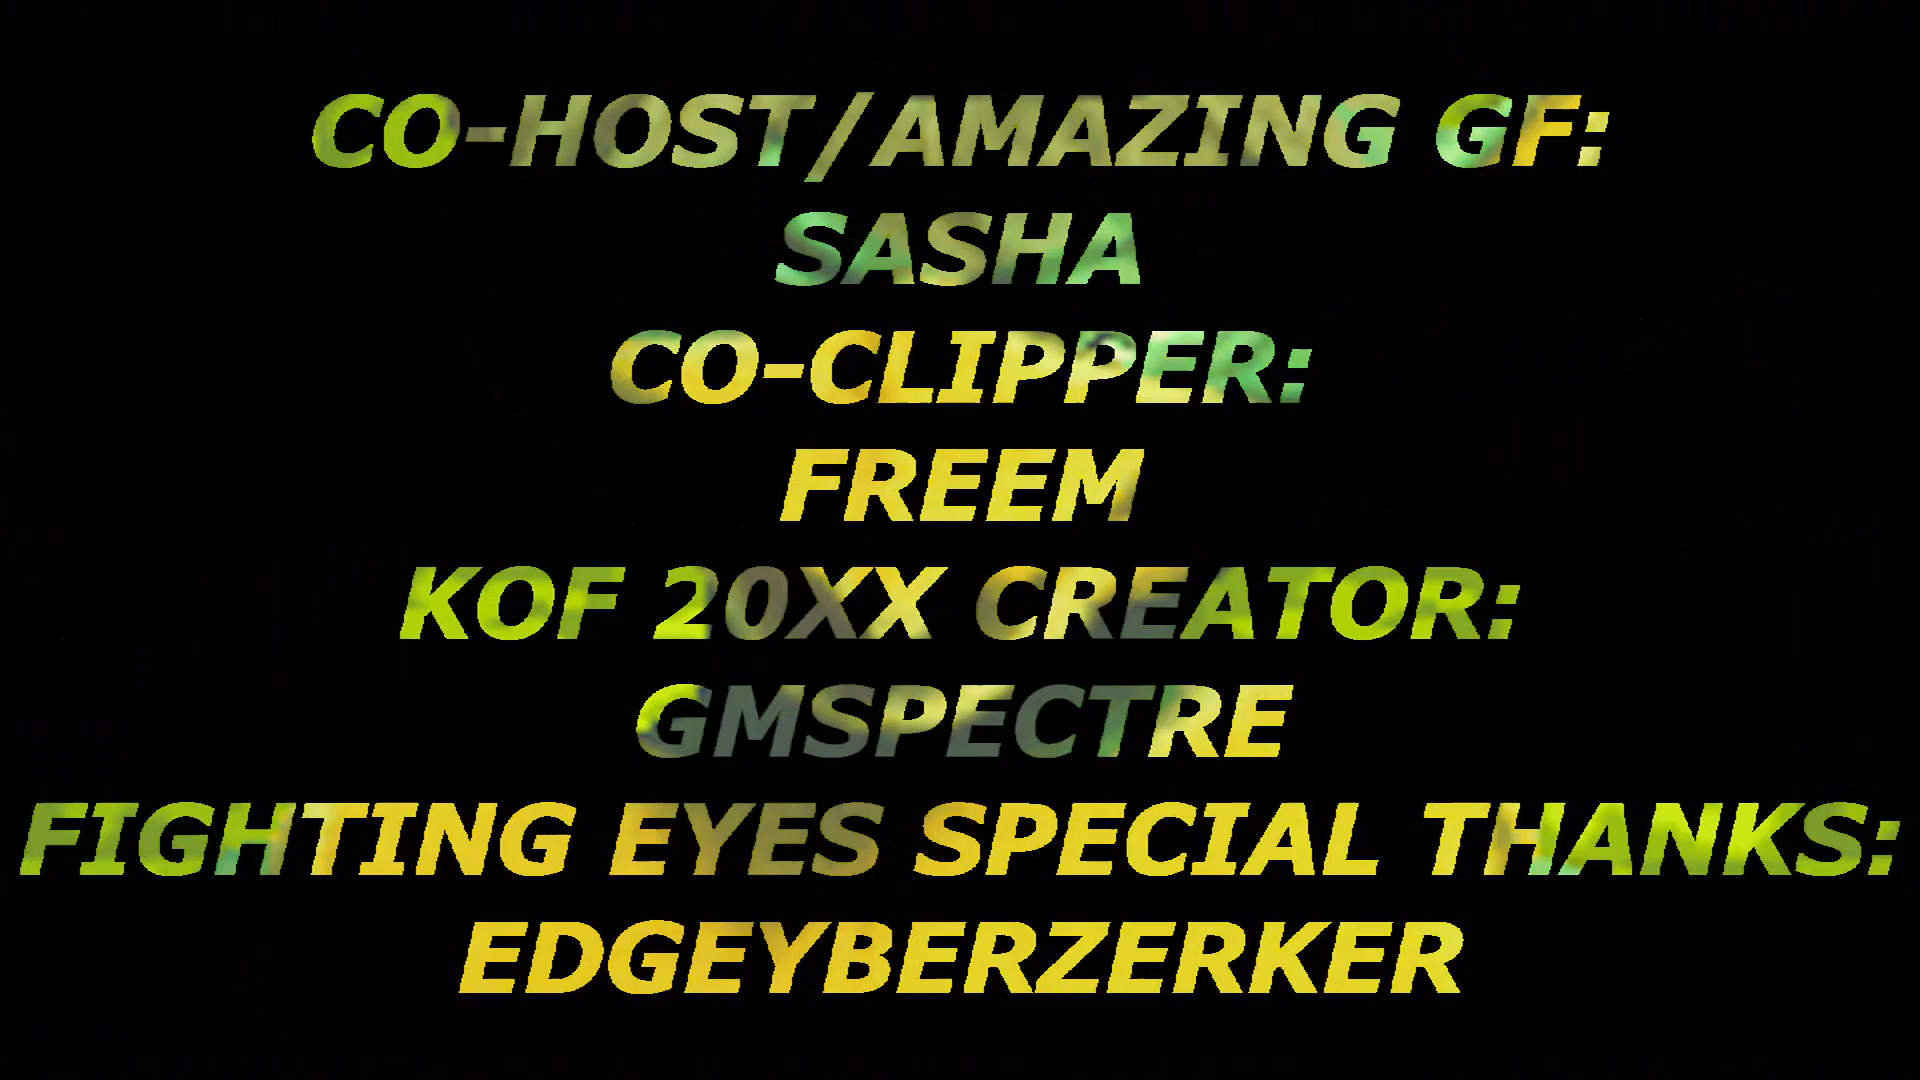 CO-HOST/AMAZING GF:
SASHA
CO-CLIPPER:
FREEM
KOF 20XX CREATOR:
GMSPECTRE
FIGHTING EYES SPECIAL THANKS:
EDGEYBERZERKER